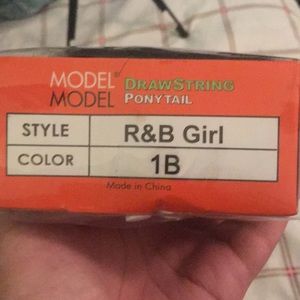 MODEL® DRAWSTRING
MODEL PONYTAIL
STYLE R&B Girl
COLOR 1B
Made in China